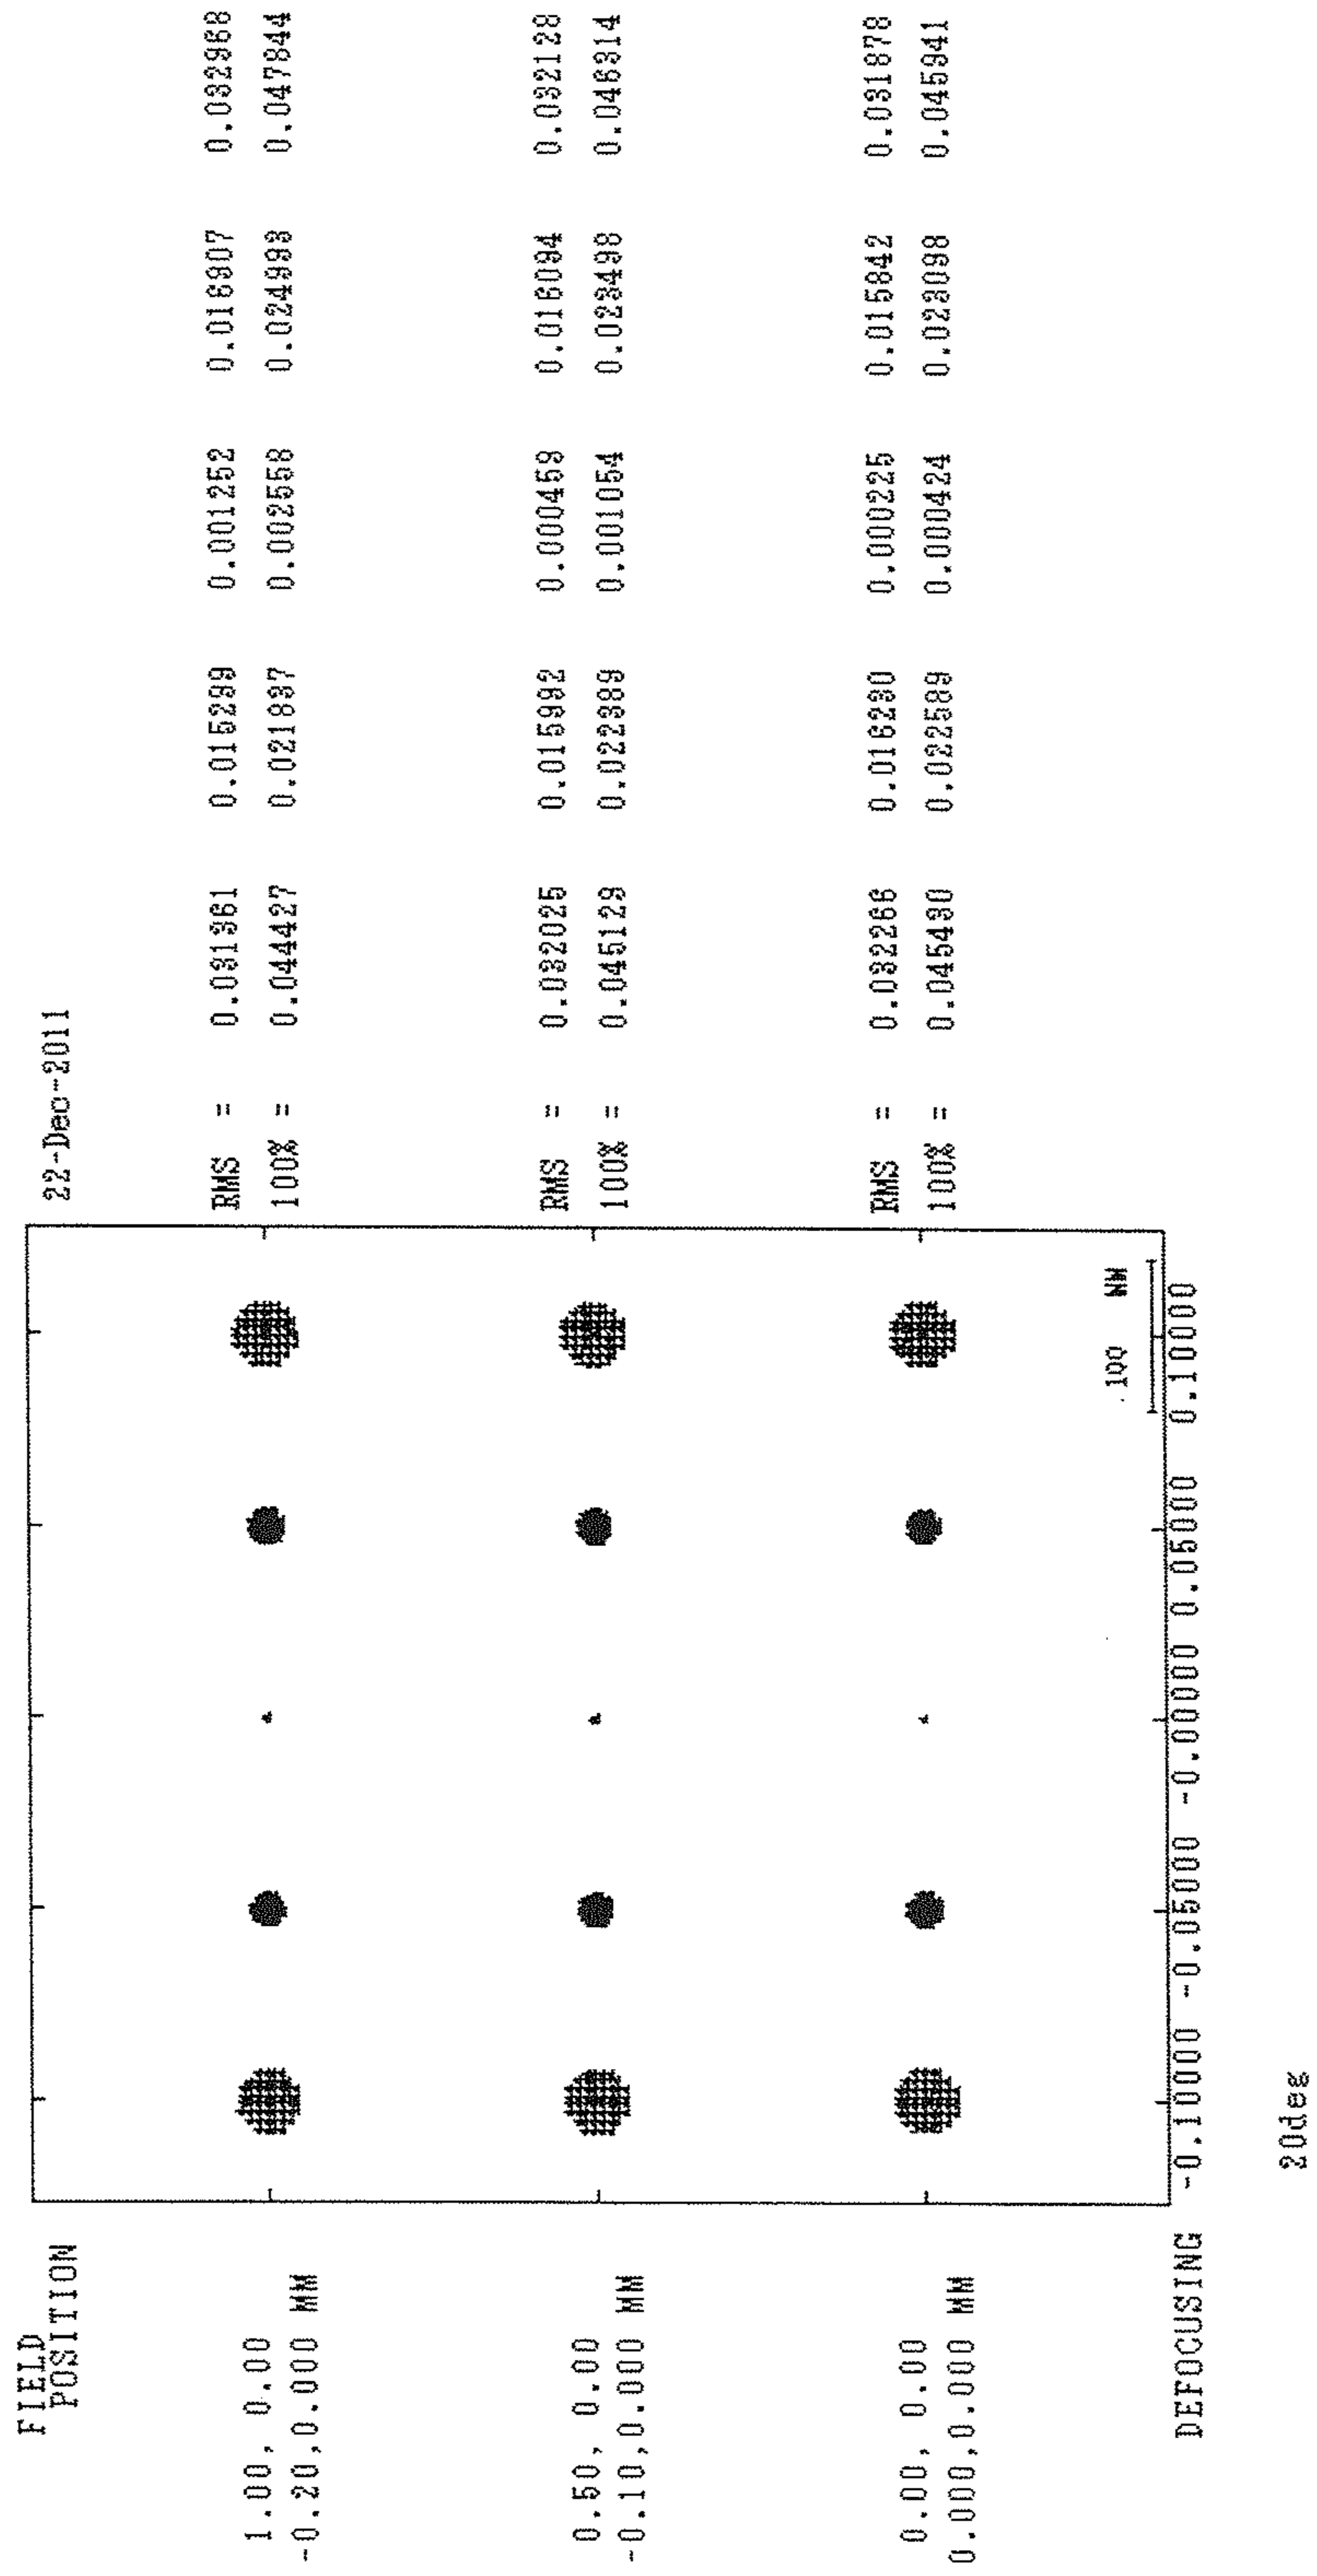 FIELD
POSITION
22-Dec-2011
1.00, 0.00
-0.20,0.000 MM
RMS = 0.031361 0.015299 0.001252 0.016907 0.032968
100% = 0.044427 0.021897 0.002558 0.024993 0.047844
0.50, 0.00
-0.10,0.000 MM
RMS = 0.032025 0.015992 0.000459 0.016094 0.032128
100% = 0.045129 0.022389 0.001054 0.023498 0.046314
0.00, 0.00
0.000,0.000 MM
RMS = 0.032266 0.016230 0.000225 0.015842 0.031878
100% = 0.045430 0.022589 0.000424 0.023098 0.045941
.100 MM
DEFOCUSING -0.10000 -0.05000 -0.00000 0.05000 0.10000
20deg